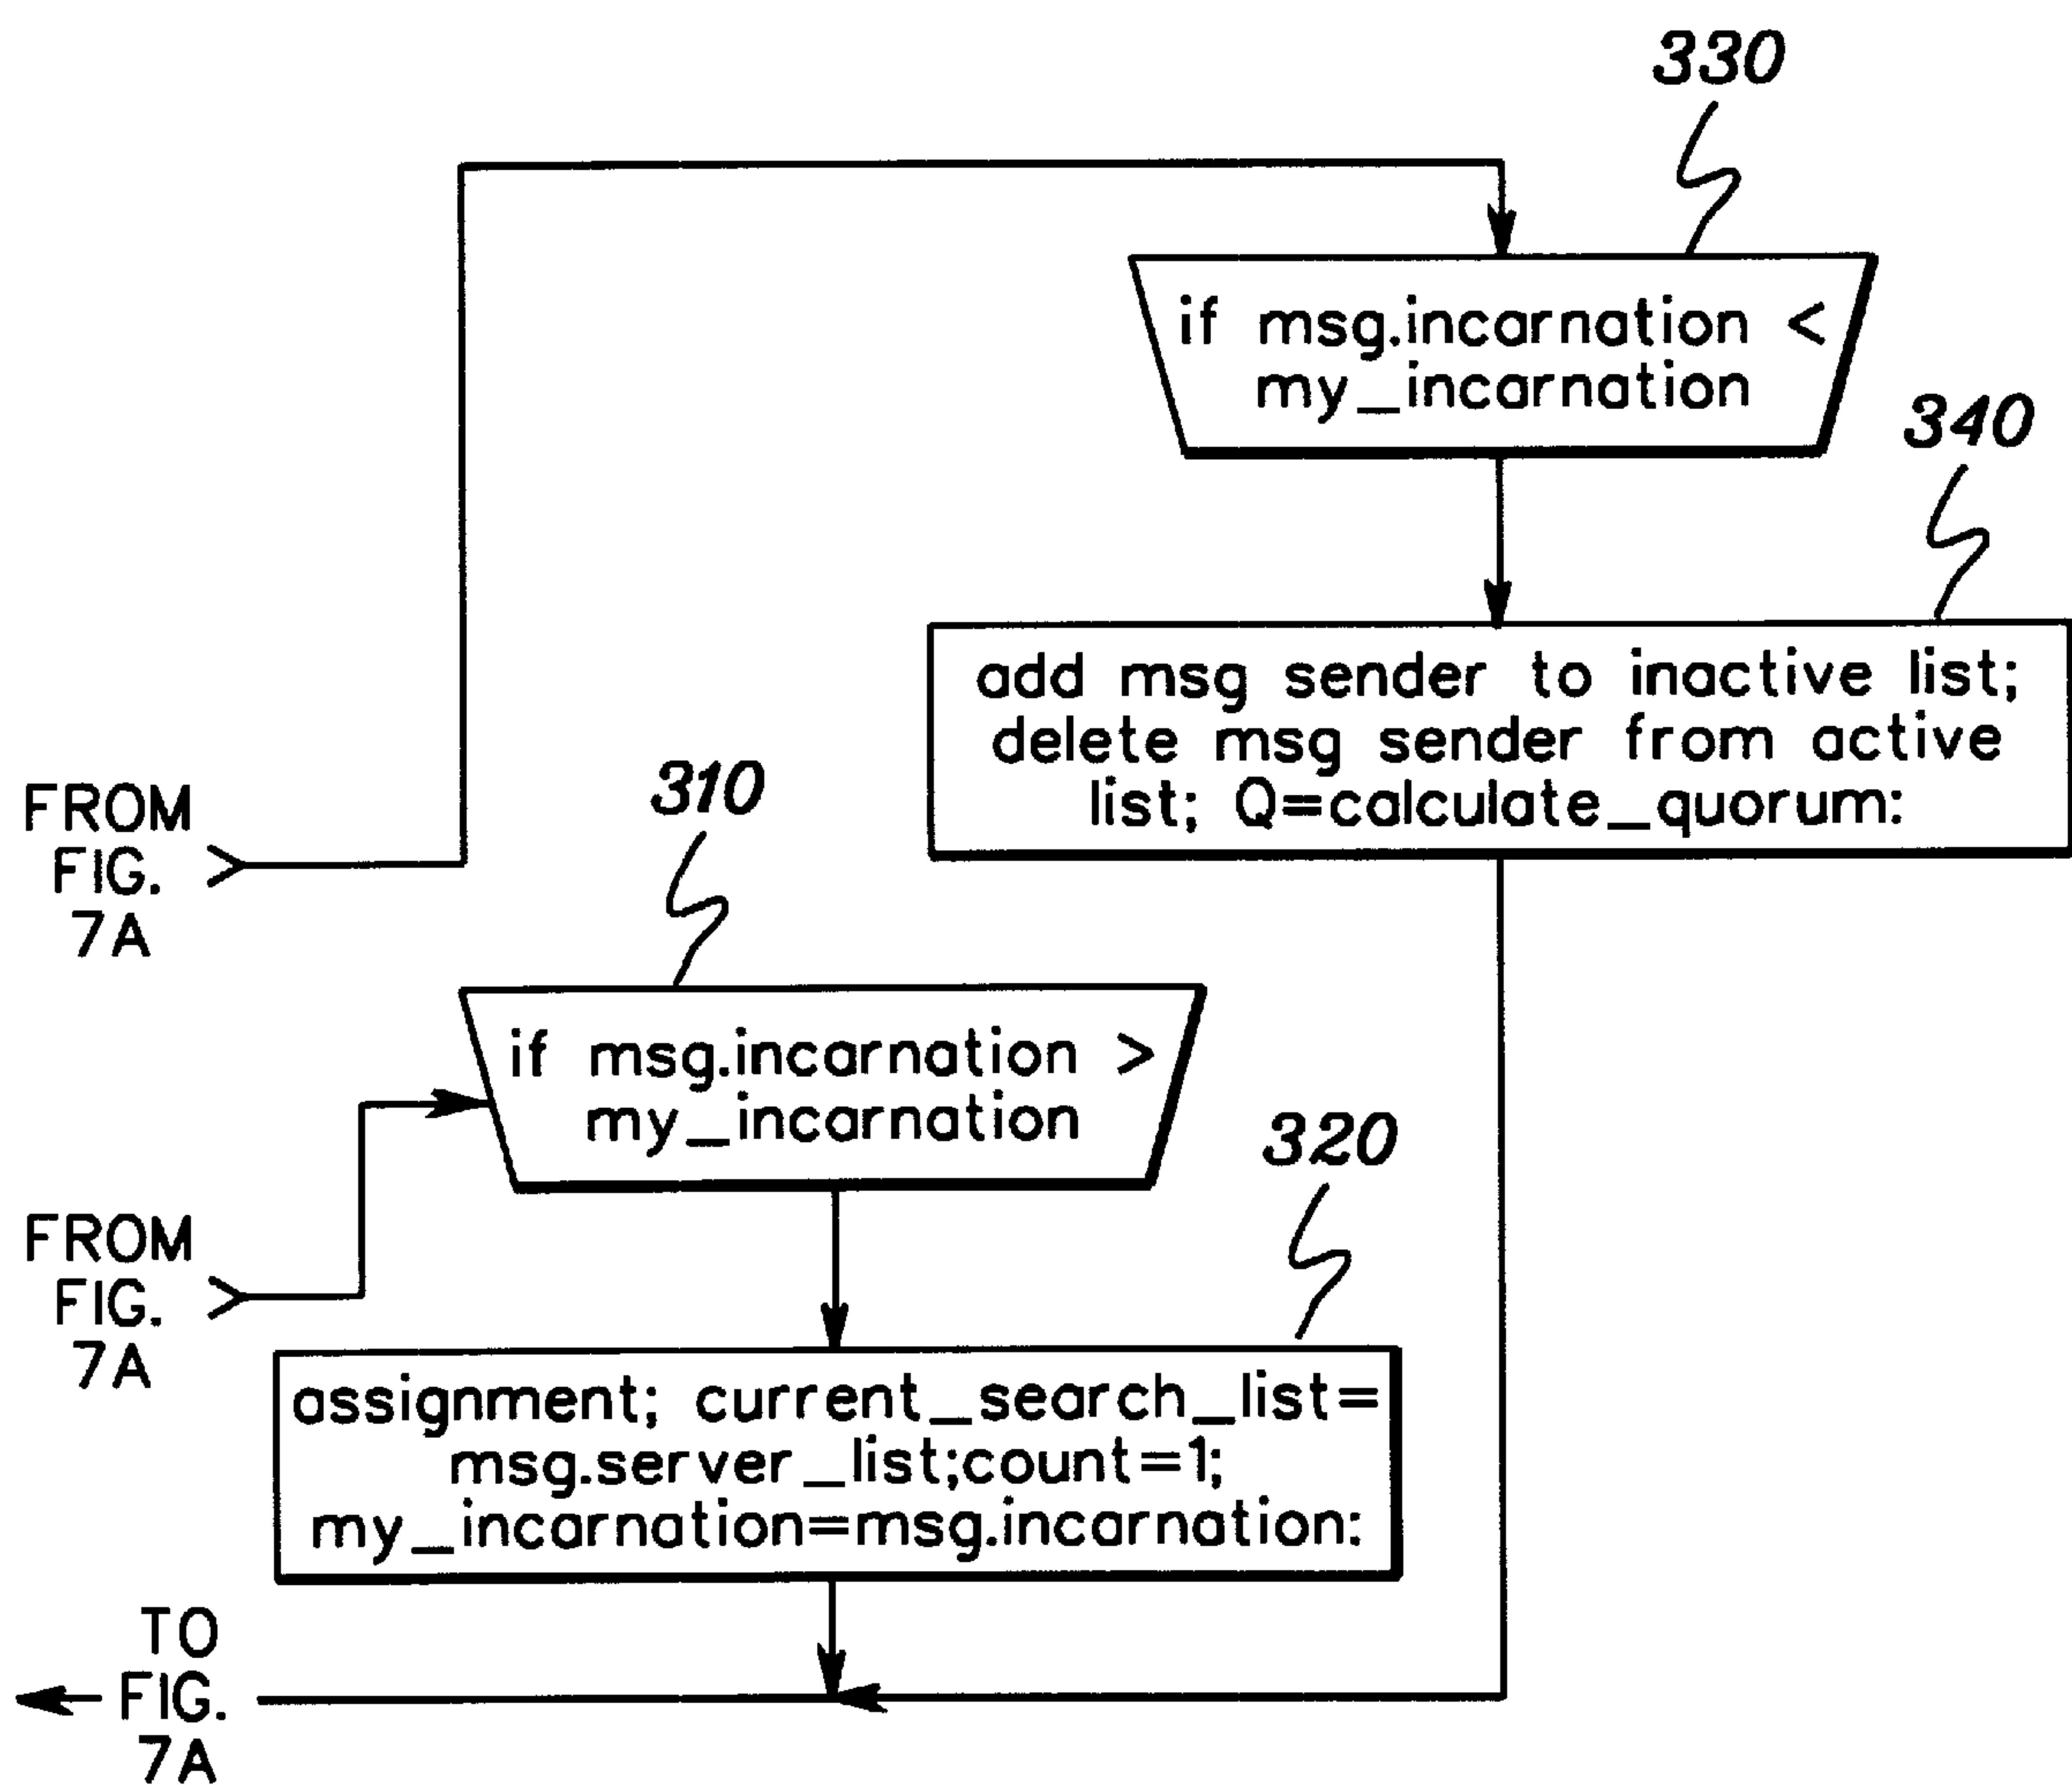 330
if msg.incarnation <
my_incarnation
340
add msg sender to inactive list;
delete msg sender from active
list; Q=calculate_quorum:
FROM
FIG.
7A
310
if msg.incarnation >
my_incarnation
320
FROM
FIG.
7A
assignment; current_search_list=
msg.server_list;count=1;
my_incarnation=msg.incarnation:
TO
FIG.
7A